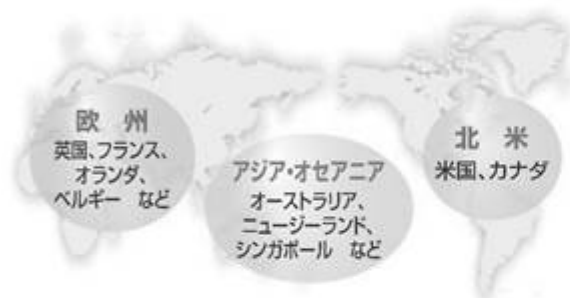 欧 州
英国、フランス、
オランダ、
ベルギー など
アジア・オセアニア
オーストラリア、
ニュージーランド、
シンガポール など
北 米
米国、カナダ